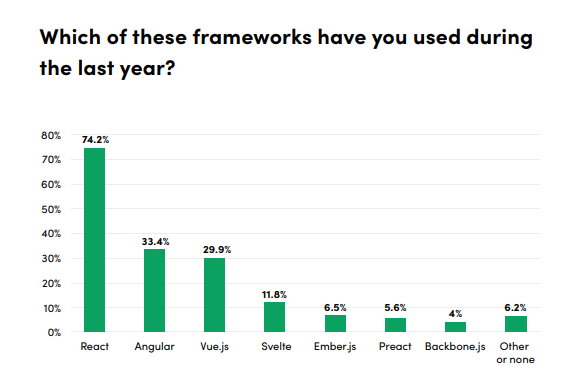 Which of these frameworks have you used during
the last year?
80%
70%
60%
50%
40%
30%
20%
10%
0%
74.2%
33.4%
29.9%
11.8%
6.5%
5.6%
4%
6.2%
React
Angular
Vue.js
Svelte
Ember.js
Preact
Backbone.js
Other
or none